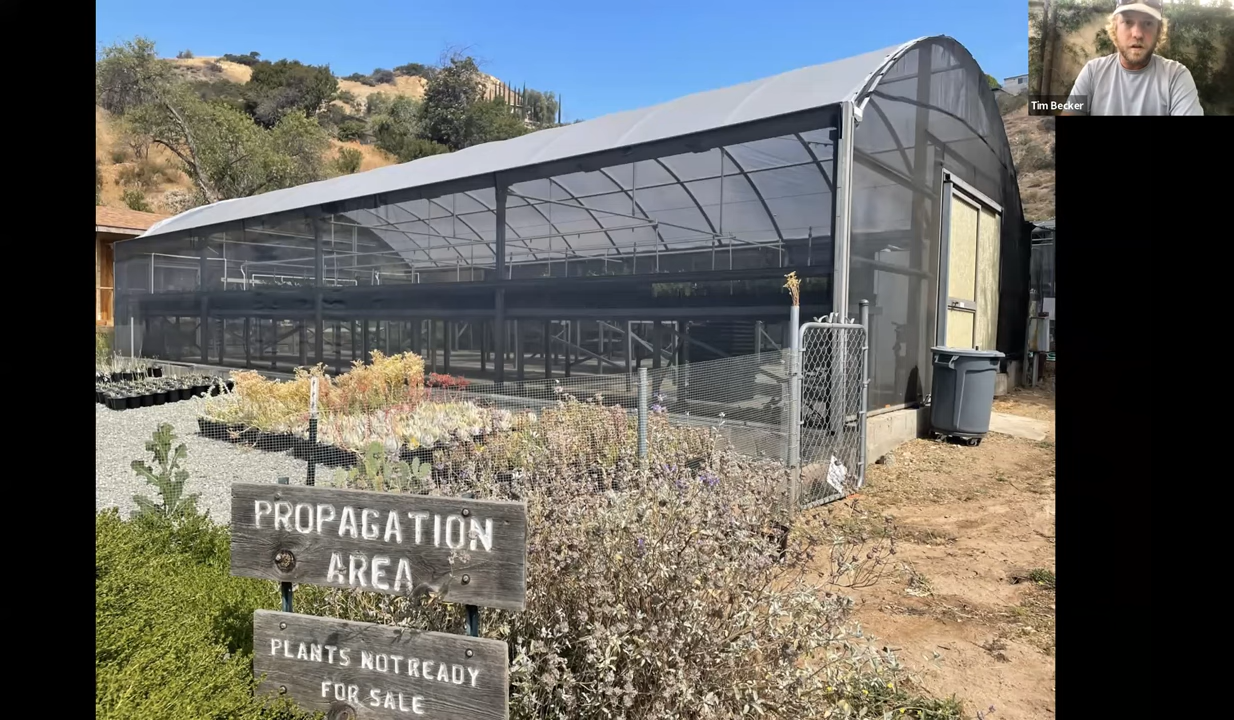 Tim Becker
PROPAGATION
AREA
PLANTS NOT READY
FOR SALE